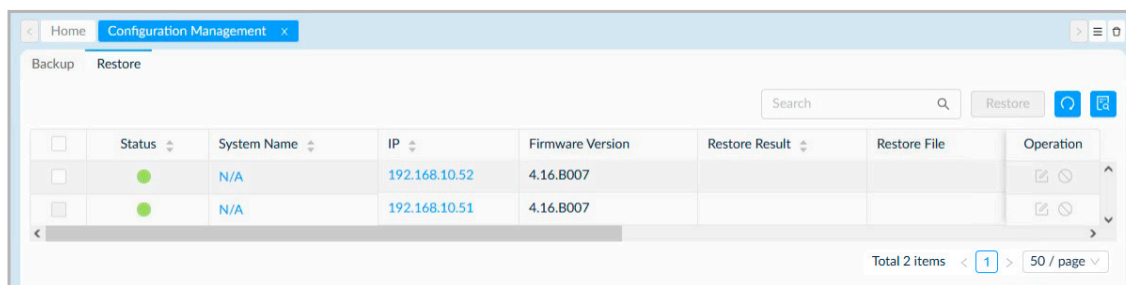 Home Configuration Management x
Backup Restore
Search Restore
Status System Name IP Firmware Version Restore Result Restore File Operation
N/A 192.168.10.52 4.16.B007
N/A 192.168.10.51 4.16.B007
Total 2 items < 1 > 50 / page